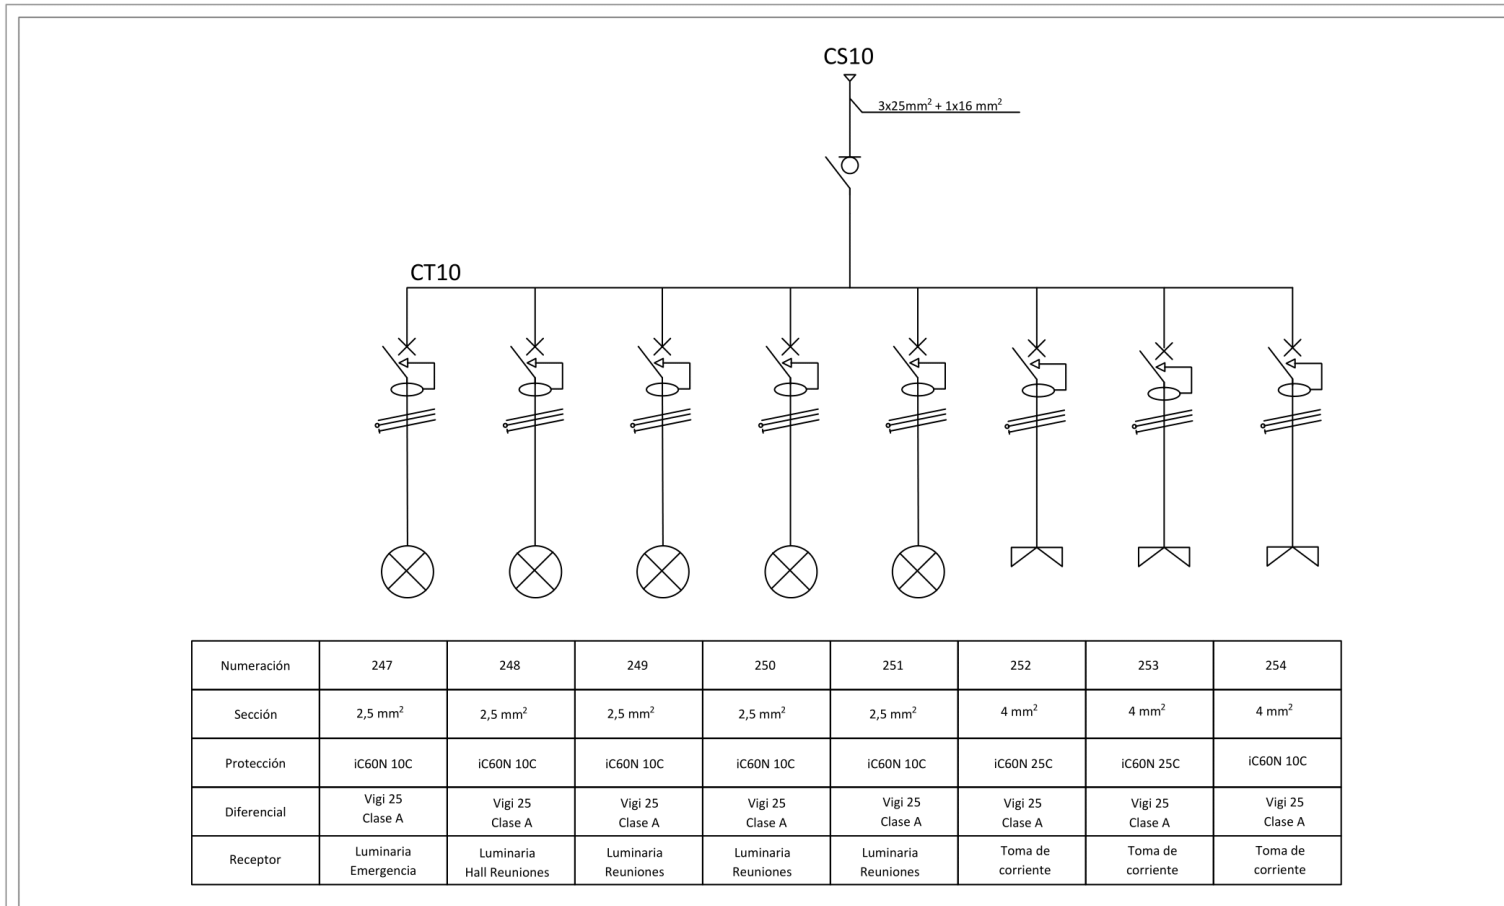 CS10
3x25mm² + 1x16 mm²
CT10
Numeración 247 248 249 250 251 252 253 254
Sección 2,5 mm² 2,5 mm² 2,5 mm² 2,5 mm² 2,5 mm² 4 mm² 4 mm² 4 mm²
Protección iC60N 10C iC60N 10C iC60N 10C iC60N 10C iC60N 10C iC60N 25C iC60N 25C iC60N 10C
Diferencial Vigi 25 Clase A Vigi 25 Clase A Vigi 25 Clase A Vigi 25 Clase A Vigi 25 Clase A Vigi 25 Clase A Vigi 25 Clase A Vigi 25 Clase A
Receptor Luminaria Emergencia Luminaria Hall Reuniones Luminaria Reuniones Luminaria Reuniones Luminaria Reuniones Toma de corriente Toma de corriente Toma de corriente